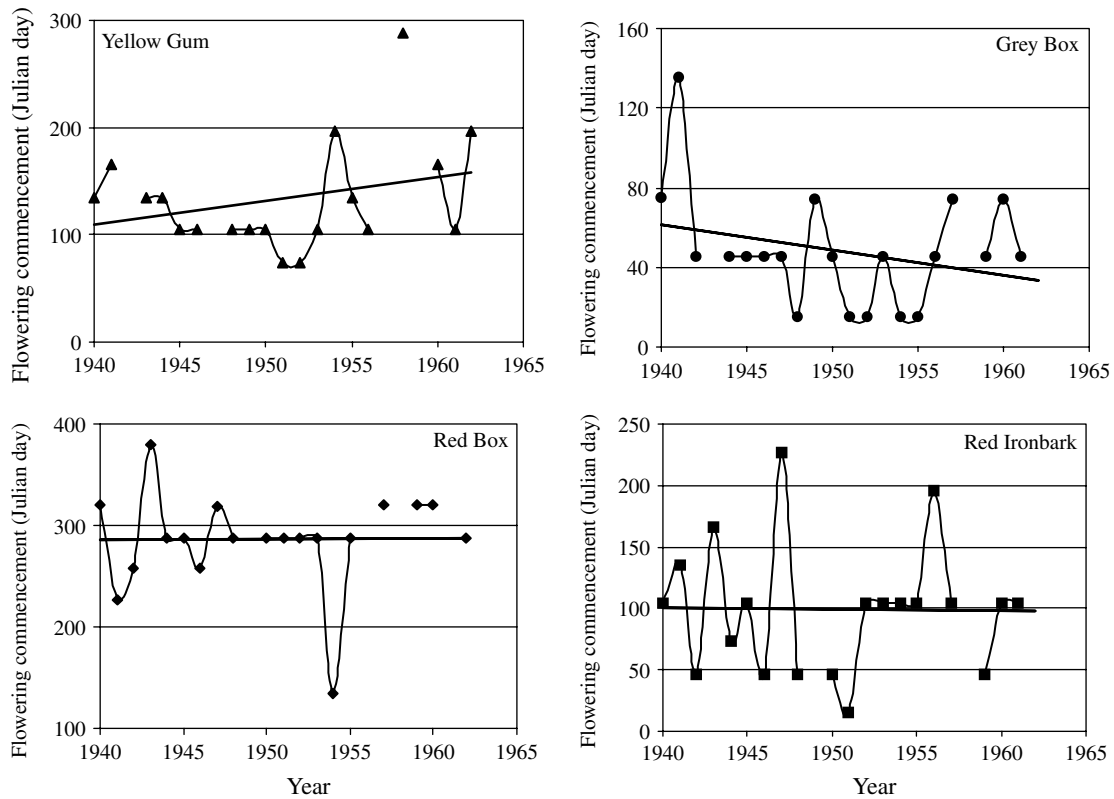 Yellow Gum
Flowering commencement (Julian day)
300
200
100
0
1940 1945 1950 1955 1960 1965
Grey Box
Flowering commencement (Julian day)
160
120
80
40
0
1940 1945 1950 1955 1960 1965
Red Box
Flowering commencement (Julian day)
400
300
200
100
1940 1945 1950 1955 1960 1965
Year
Red Ironbark
Flowering commencement (Julian day)
250
200
150
100
50
0
1940 1945 1950 1955 1960 1965
Year